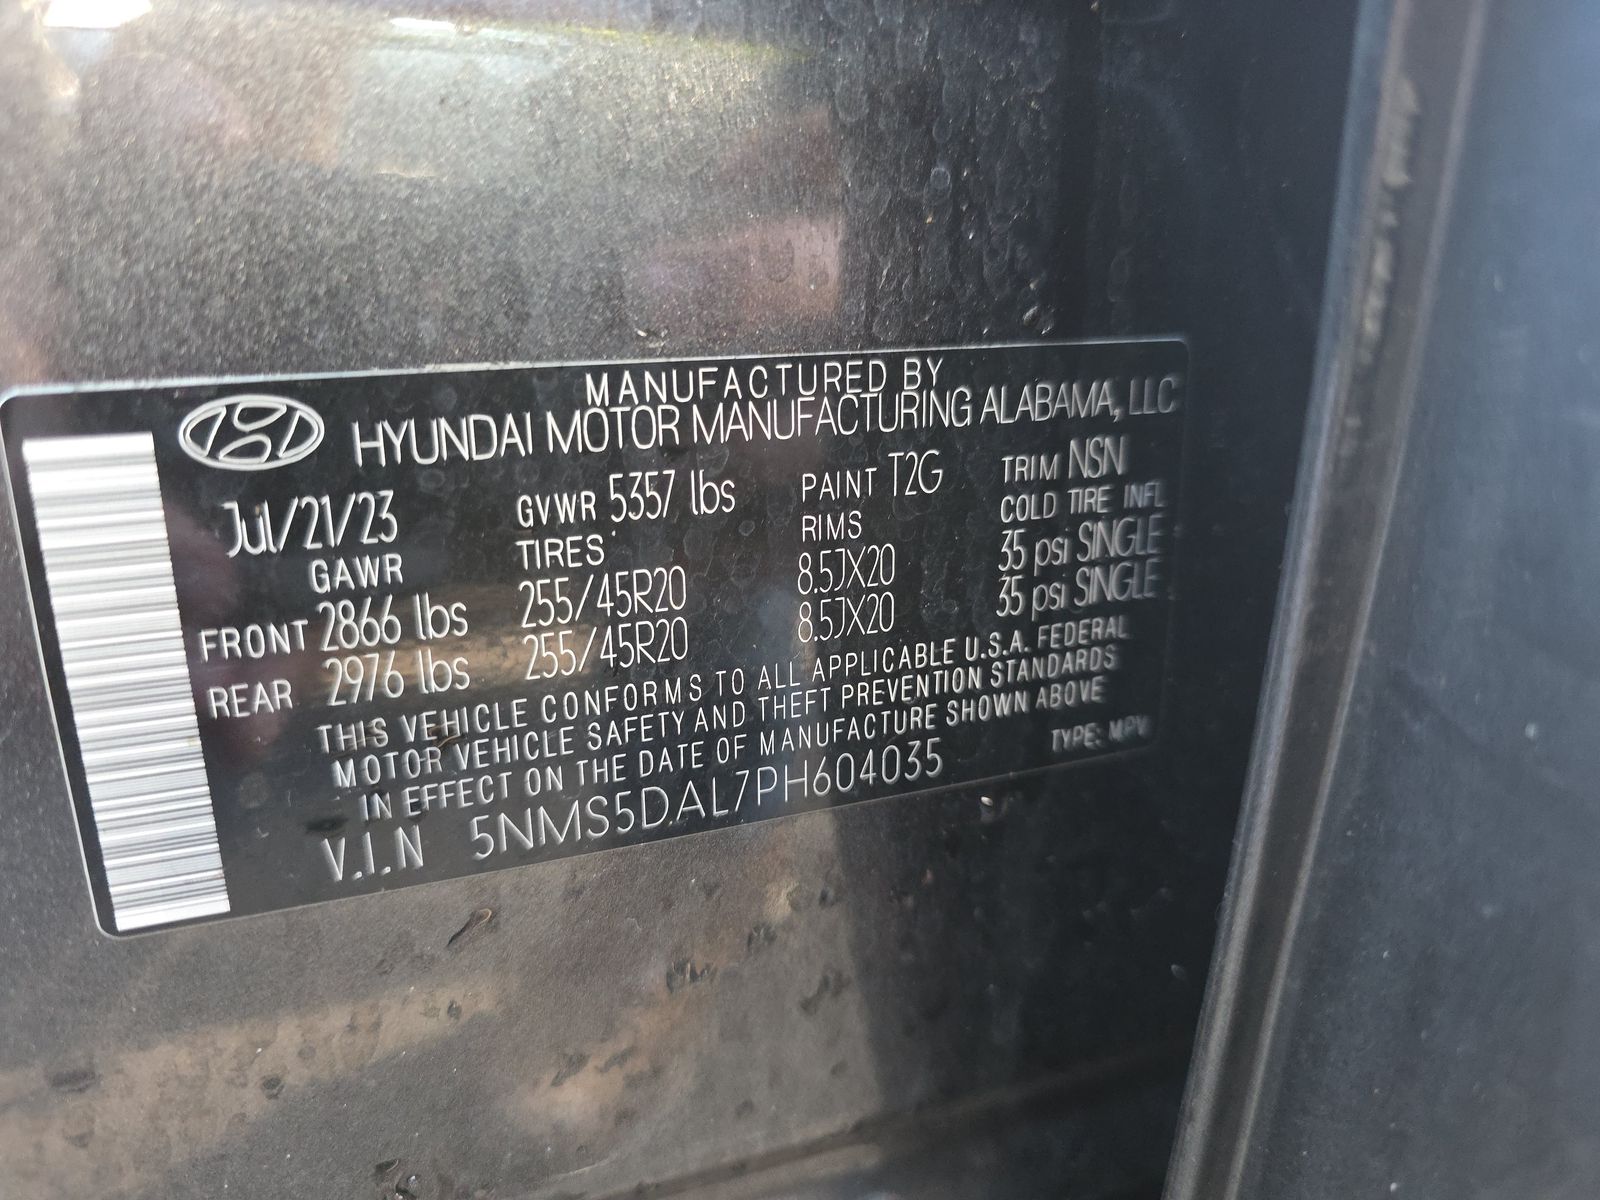 MANUFACTURED BY
HYUNDAI MOTOR MANUFACTURING ALABAMA, LLC
Jul/21/23 GVWR 5357 lbs PAINT T2G TRIM NSN
GAWR TIRES RIMS COLD TIRE INFL
FRONT 2866 lbs 255/45R20 8.5JX20 35 psi SINGLE
REAR 2976 lbs 255/45R20 8.5JX20 35 psi SINGLE
THIS VEHICLE CONFORMS TO ALL APPLICABLE U.S.A. FEDERAL
MOTOR VEHICLE SAFETY AND THEFT PREVENTION STANDARDS
IN EFFECT ON THE DATE OF MANUFACTURE SHOWN ABOVE
V.I.N 5NMS5DAL7PH604035 TYPE: MPV